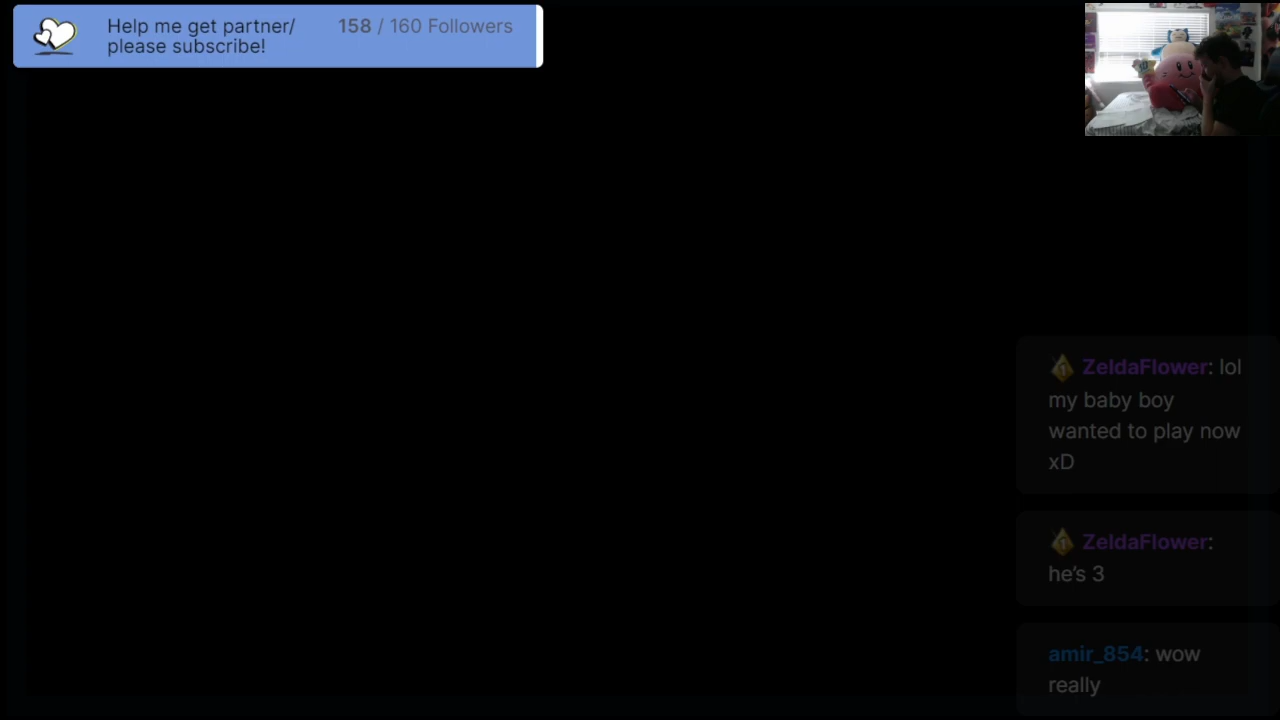 Help me get partner/
please subscribe!
158 / 160 Followers
ZeldaFlower: lol
my baby boy
wanted to play now
xD
ZeldaFlower:
he's 3
amir_854: wow
really